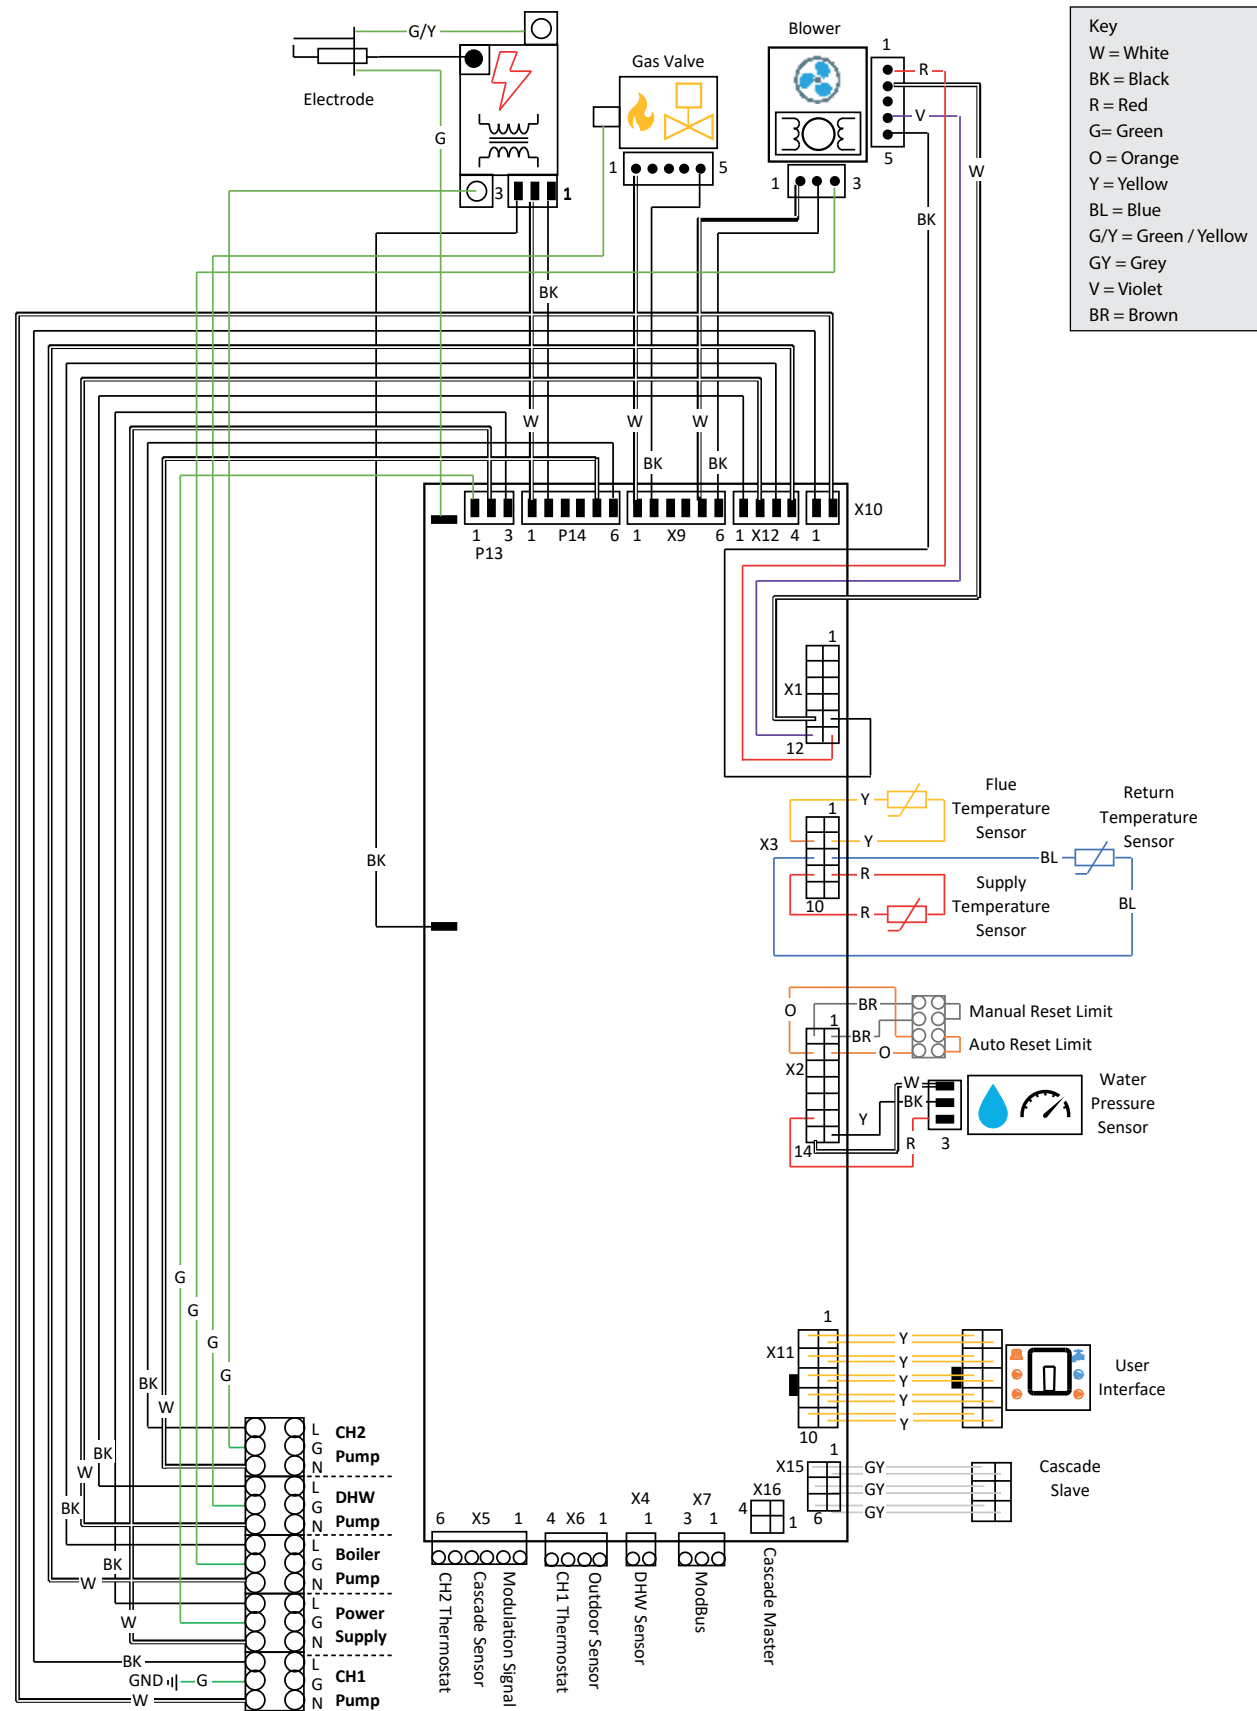 Key
W = White
BK = Black
R = Red
G= Green
O = Orange
Y = Yellow
BL = Blue
G/Y = Green / Yellow
GY = Grey
V = Violet
BR = Brown
G/Y
Electrode
G
3
1
Gas Valve
1
5
Blower
1
5
1
3
R
V
W
BK
BK
W
W
BK
W
BK
X10
1
3
P13
1
P14
6
1
X9
6
1
X12
4
1
1
X1
12
BK
Flue
Temperature
Sensor
Return
Temperature
Sensor
Supply
Temperature
Sensor
Y
Y
1
X3
10
BL
BL
R
R
O
BR
BR
O
1
X2
14
Manual Reset Limit
Auto Reset Limit
W
BK
Y
R
3
Water
Pressure
Sensor
1
X11
10
Y
Y
Y
Y
Y
User
Interface
1
X15
6
GY
GY
GY
Cascade
Slave
X16
4
1
Cascade Master
G
G
G
G
BK
W
BK
W
BK
BK
W
W
BK
GND
G
W
L
G
N
CH2
Pump
L
G
N
DHW
Pump
L
G
N
Boiler
Pump
L
G
N
Power
Supply
L
G
N
CH1
Pump
6
X5
1
CH2 Thermostat
Cascade Sensor
Modulation Signal
4
X6
1
CH1 Thermostat
Outdoor Sensor
X4
1
DHW Sensor
X7
3
1
ModBus